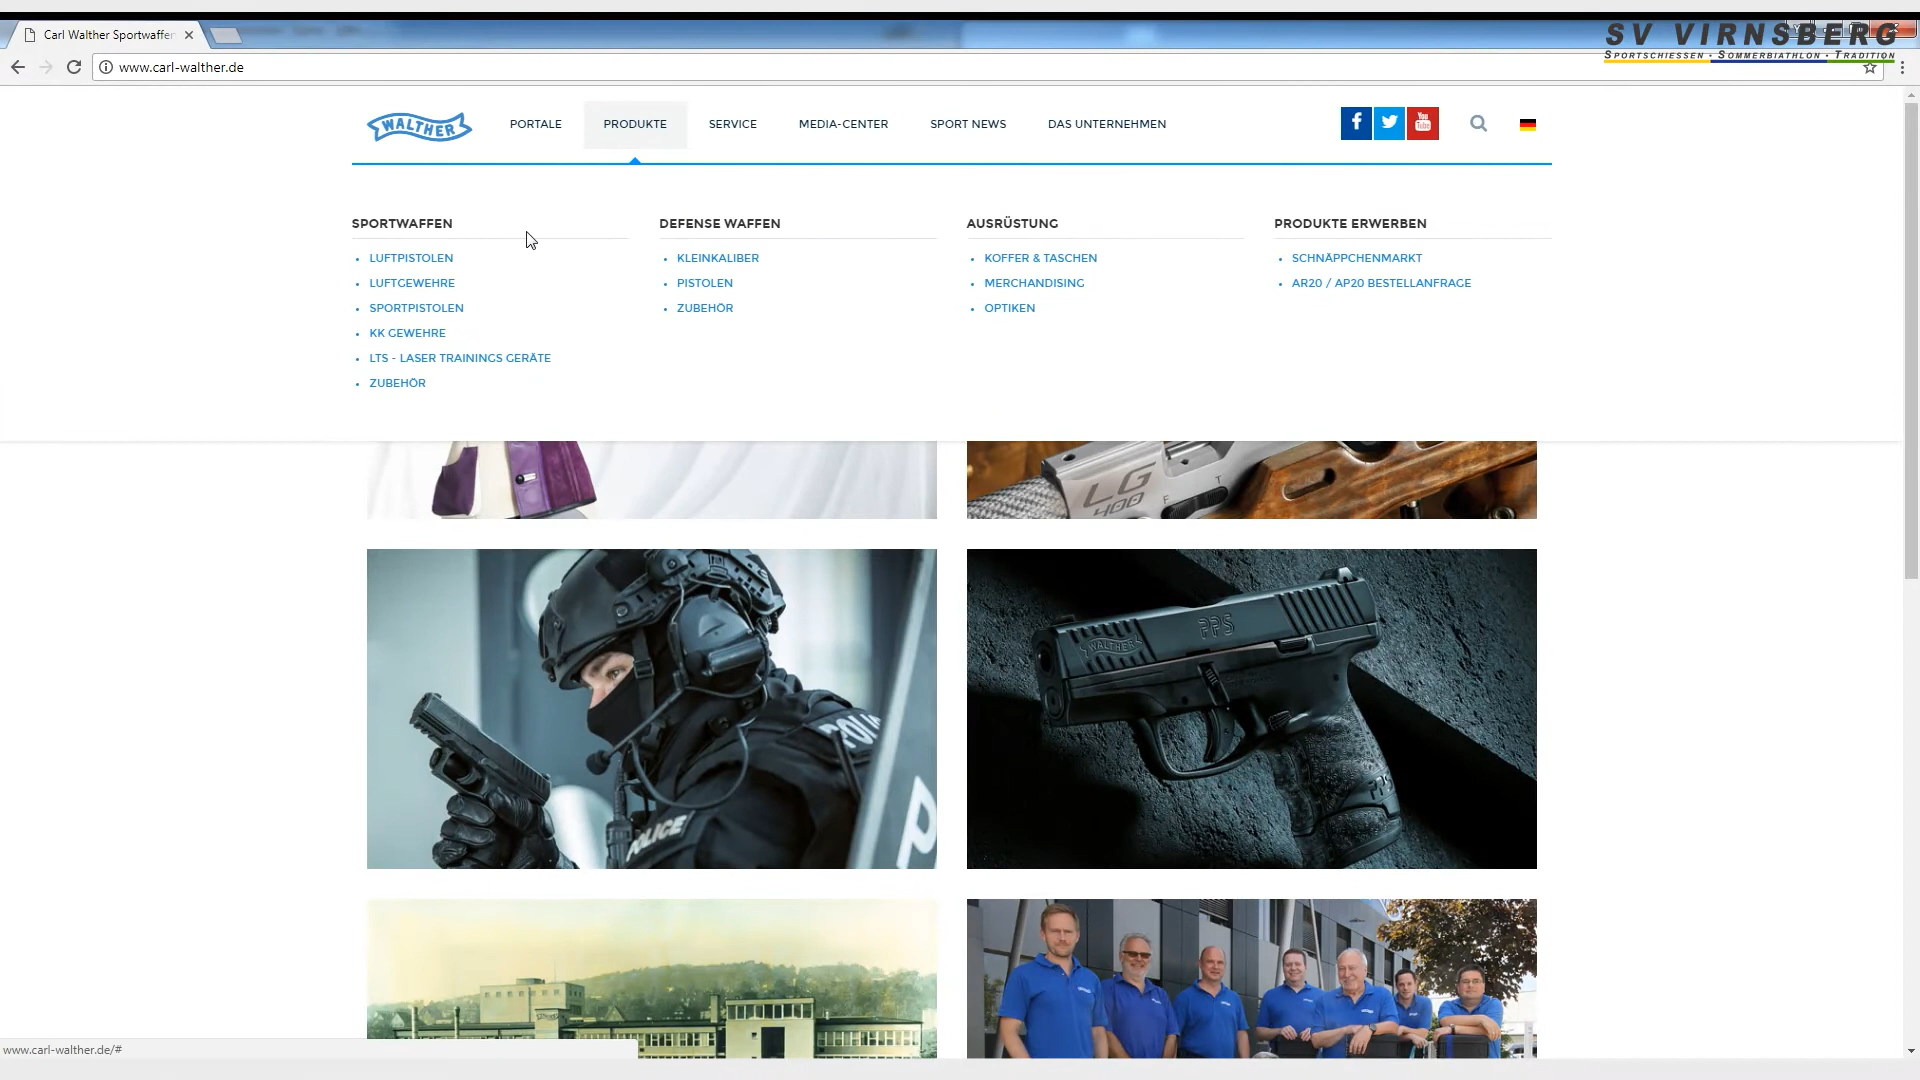 Carl Walther Sportwaffen
SV VIRNSBERG
SPORTSCHIESSEN · SOMMERBIATHLON · TRADITION
www.carl-walther.de
WALTHER
PORTALE
PRODUKTE
SERVICE
MEDIA-CENTER
SPORT NEWS
DAS UNTERNEHMEN
You
Tube
SPORTWAFFEN
LUFTPISTOLEN
LUFTGEWEHRE
SPORTPISTOLEN
KK GEWEHRE
LTS - LASER TRAININGS GERÄTE
ZUBEHÖR
DEFENSE WAFFEN
KLEINKALIBER
PISTOLEN
ZUBEHÖR
AUSRÜSTUNG
KOFFER & TASCHEN
MERCHANDISING
OPTIKEN
PRODUKTE ERWERBEN
SCHNÄPPCHENMARKT
AR20 / AP20 BESTELLANFRAGE
LG
400
F T
POLIC
POLICE
P
WALTHER
PPS
www.carl-walther.de/#